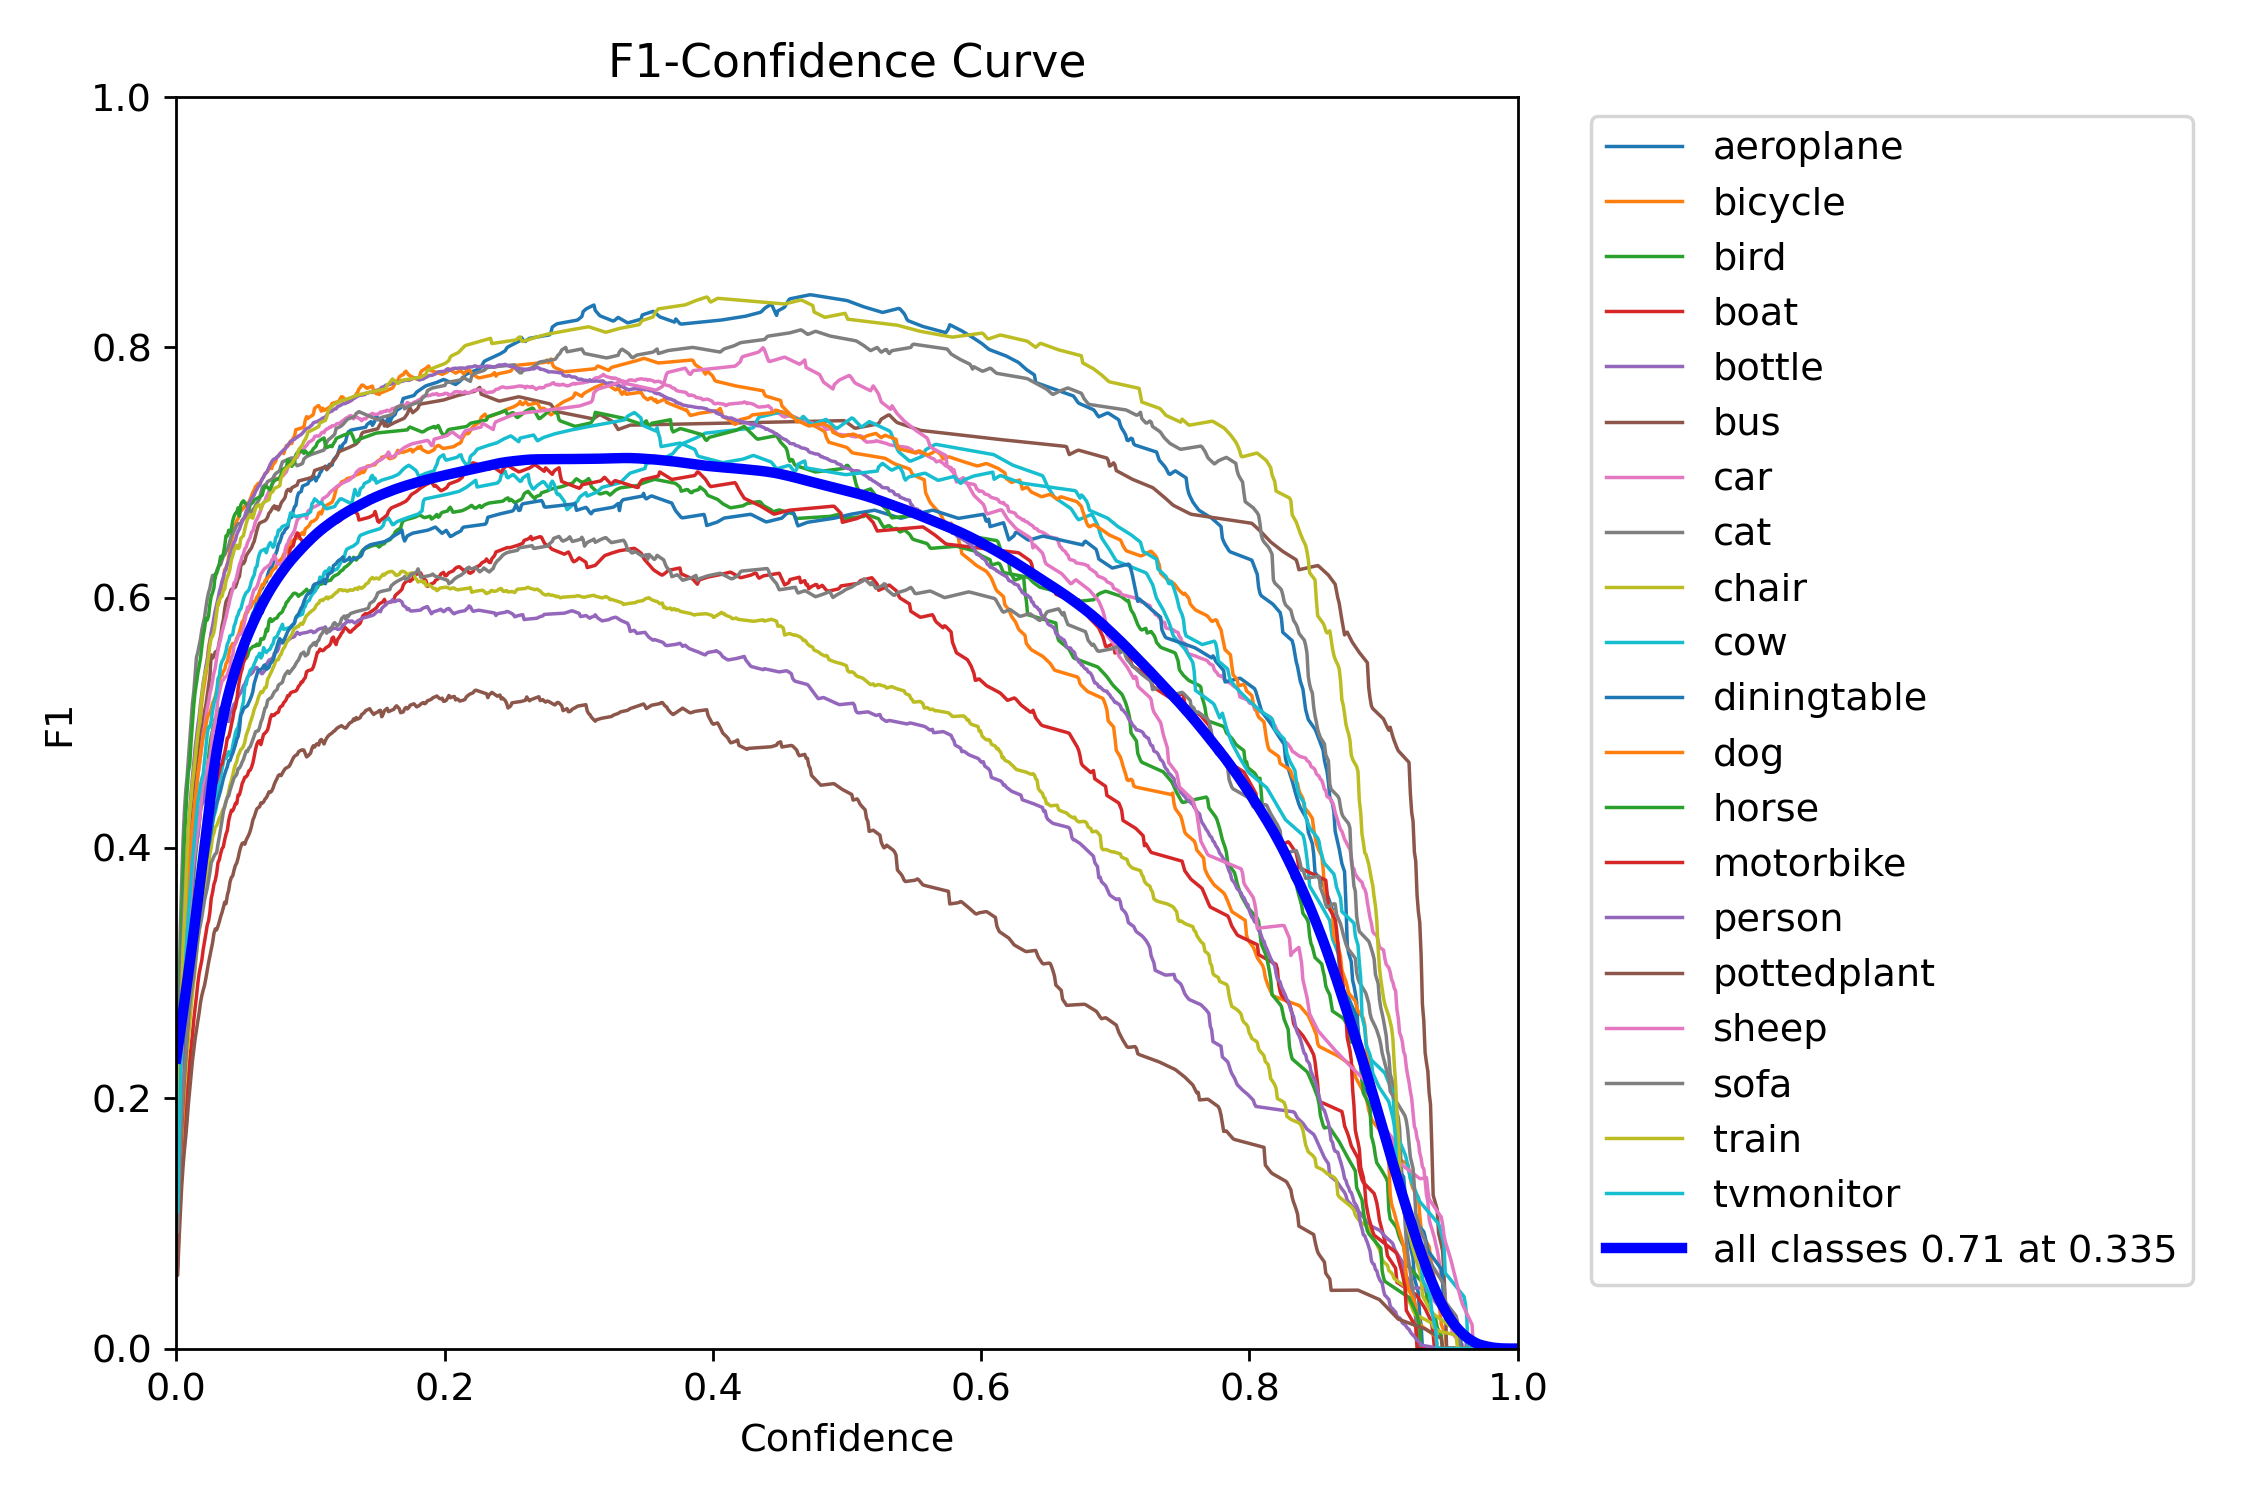 F1-Confidence Curve
1.0
0.8
0.6
0.4
0.2
0.0
F1
0.0 0.2 0.4 0.6 0.8 1.0
Confidence
aeroplane
bicycle
bird
boat
bottle
bus
car
cat
chair
cow
diningtable
dog
horse
motorbike
person
pottedplant
sheep
sofa
train
tvmonitor
all classes 0.71 at 0.335